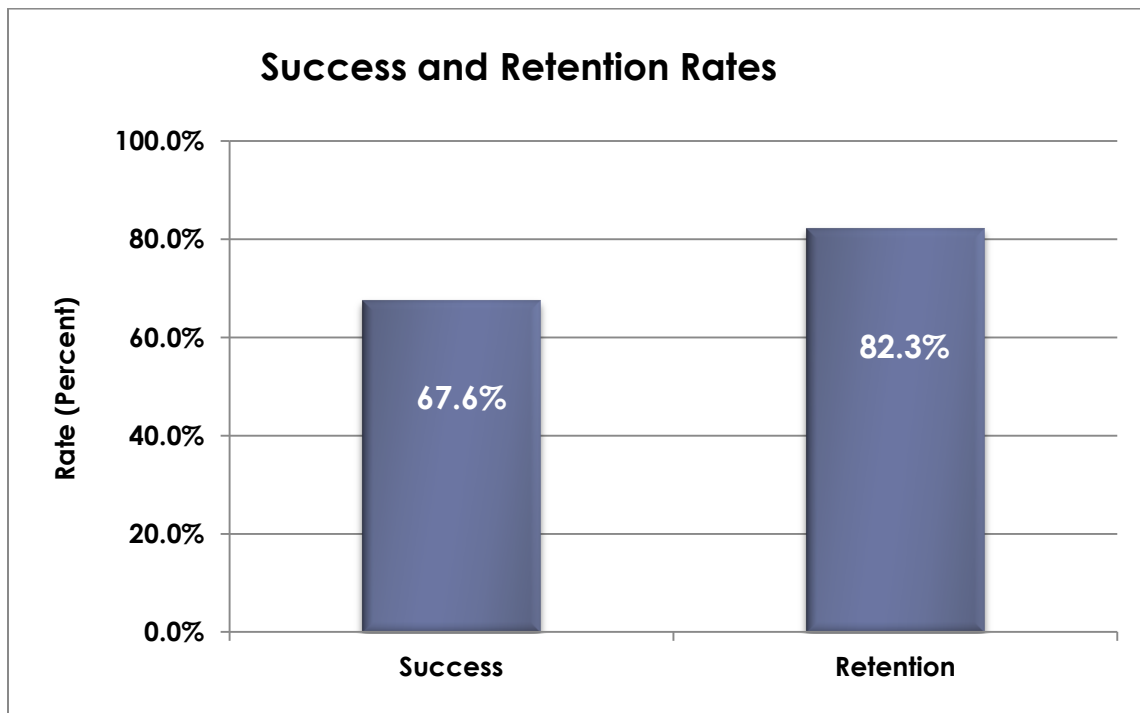 Success and Retention Rates
100.0%
80.0%
60.0%
40.0%
20.0%
0.0%
Rate (Percent)
67.6%
82.3%
Success
Retention